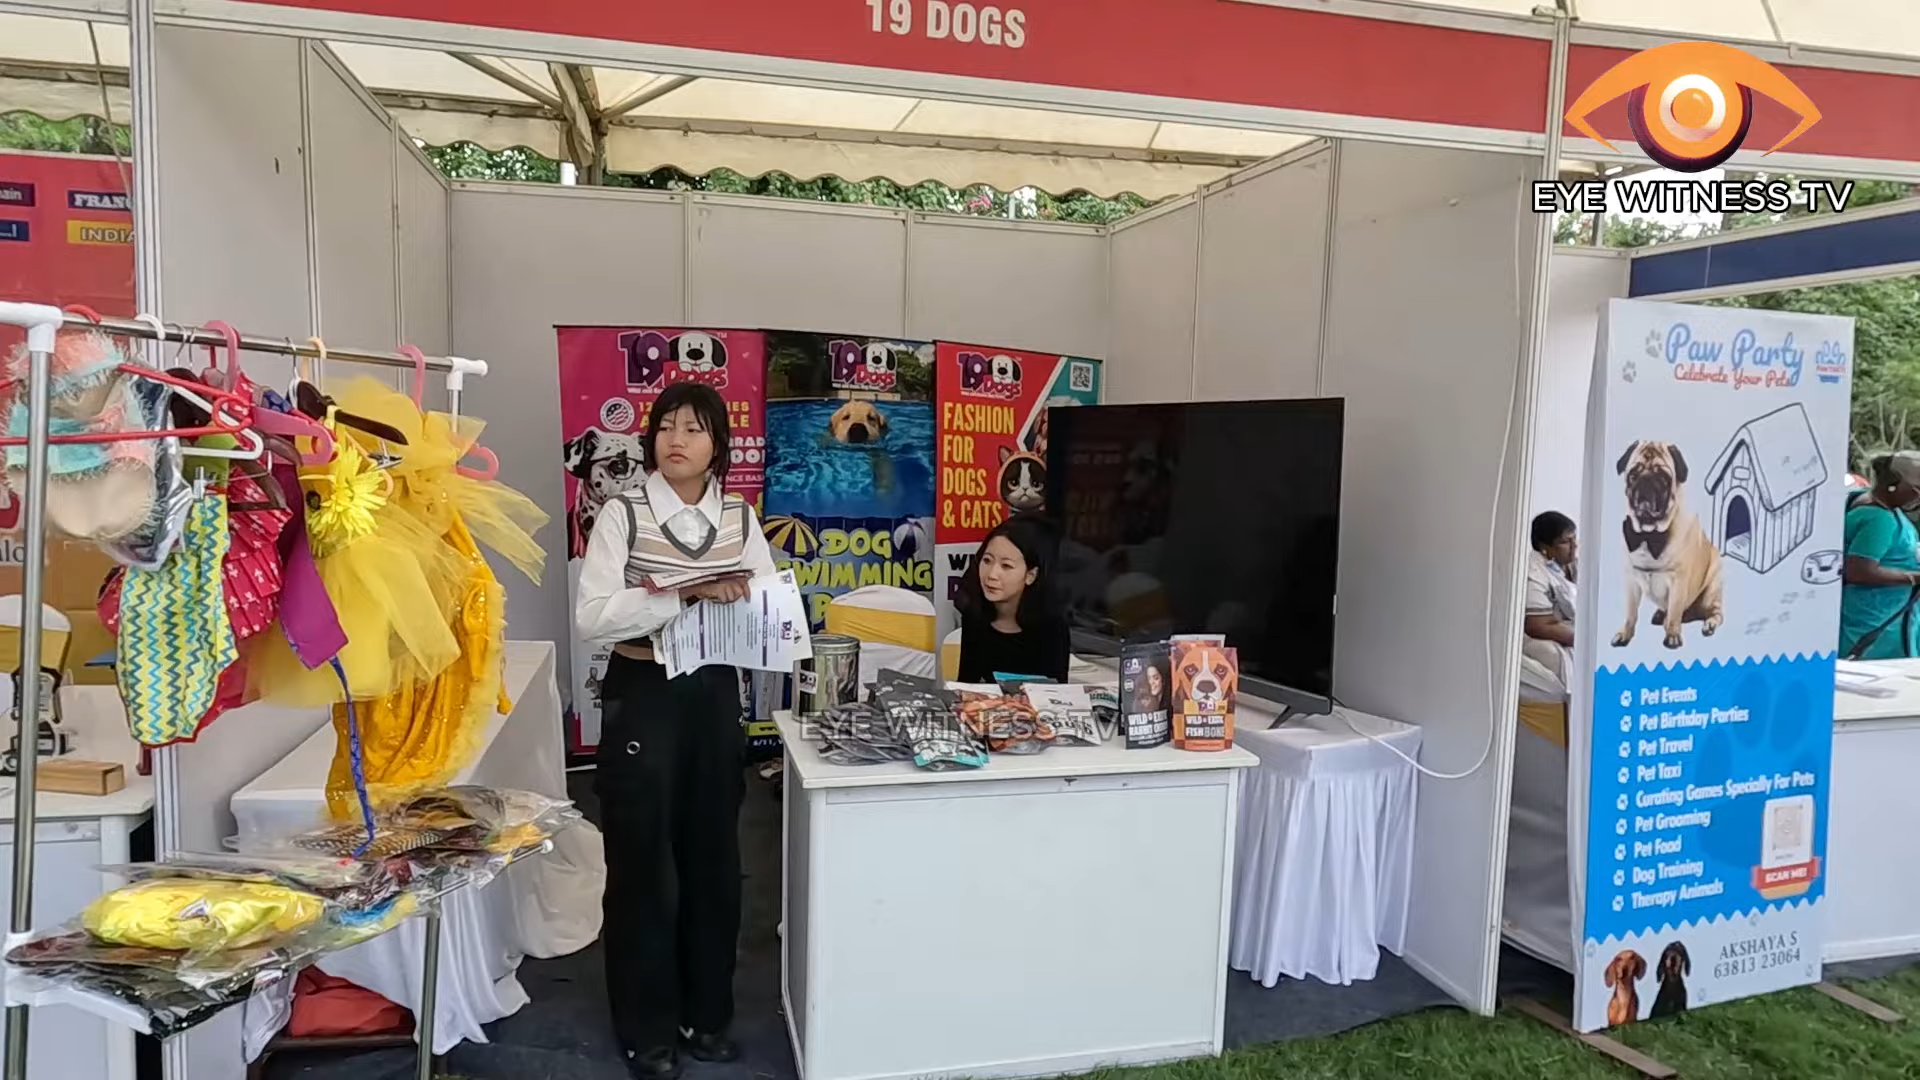 19 DOGS
EYE WITNESS TV
FRAN
INDIA
19
DOGS
19
DOGS
19
DOGS
FASHION
FOR
DOGS
& CATS
DOG
SWIMMING
EYE WITNESS TV
WILD & EXOTIC
FISH BONE
Paw Party
Celebrate Your Pets
Pet Events
Pet Birthday Parties
Pet Travel
Pet Taxi
Curating Games Specially For Pets
Pet Grooming
Pet Food
Dog Training
Therapy Animals
SCAN ME!
AKSHAYA S
63813 23064